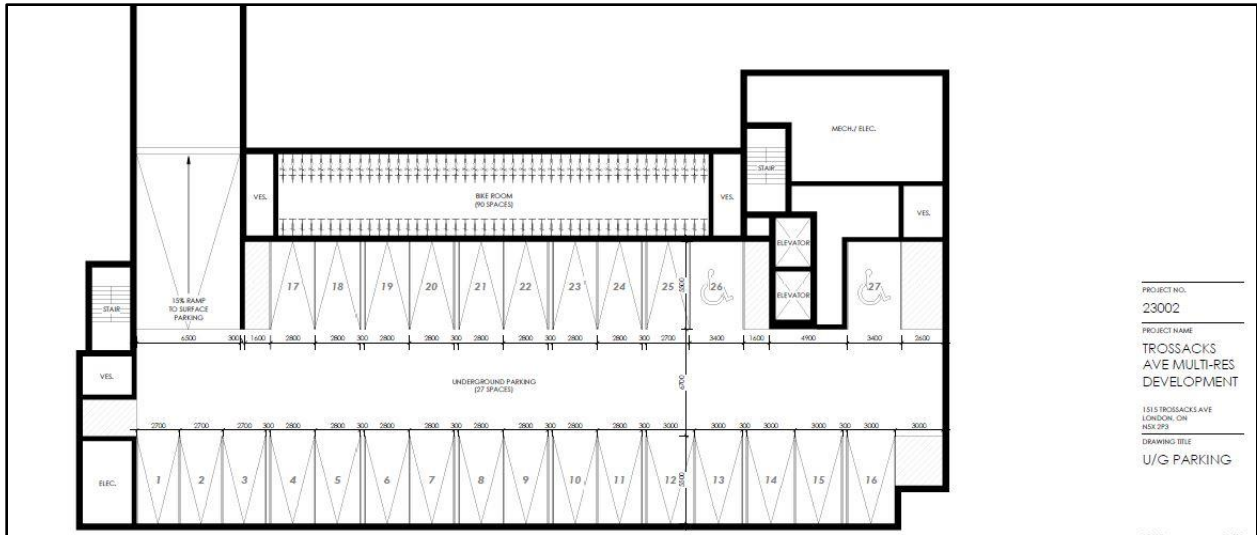 MECH./ ELEC.
STAIR
VES.
BIKE ROOM
(90 SPACES)
VES.
VES.
ELEVATOR
ELEVATOR
15% RAMP
TO SURFACE
PARKING
STAIR
17 18 19 20 21 22 23 24 25 26 27
5500
6500 300 1600 2800 2800 300 2800 2800 300 2800 2800 300 2800 2800 300 2700 3400 1600 4900 3400 2600
VES.
UNDERGROUND PARKING
(27 SPACES)
6700
2700 2700 2700 300 2800 2800 300 2800 2800 300 2800 2800 300 2800 2800 300 3000 300 3000 300 3000 3000 300 3000 3000
ELEC.
1 2 3 4 5 6 7 8 9 10 11 12 13 14 15 16
5500
PROJECT NO.
23002
PROJECT NAME
TROSSACKS
AVE MULTI-RES
DEVELOPMENT
1515 TROSSACKS AVE
LONDON, ON
N5X 2P3
DRAWING TITLE
U/G PARKING